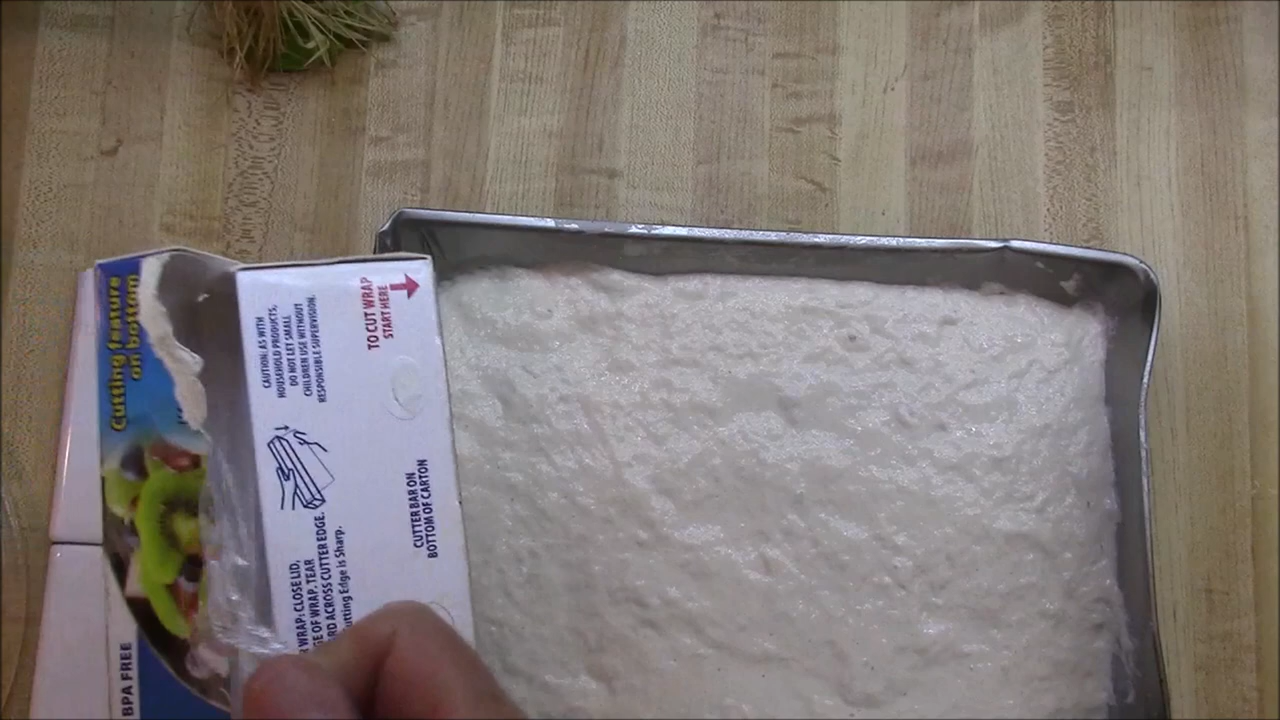 Cutting feature
on bottom
CAUTION: AS WITH
HOUSEHOLD PRODUCTS,
DO NOT LET SMALL
CHILDREN USE WITHOUT
RESPONSIBLE SUPERVISION.
TO CUT WRAP
START HERE
WRAP: CLOSE LID,
OF WRAP. TEAR
ACROSS CUTTER EDGE.
Edge is Sharp.
CUTTER BAR ON
BOTTOM OF CARTON
BPA FREE